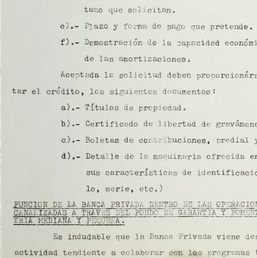 tamo que solicitan.
e).- Plazo y forma de pago que pretende.
f).- Demostración de la capacidad económi
de las amortizaciones.
Aceptada la solicitud deben proporcionárs
tar el crédito, los siguientes documentos:
a).- Títulos de propiedad.
b).- Certificado de libertad de gravámene
c).- Boletas de contribuciones, predial y
d),- Detalle de la maquinaria ofrecida en
sus características de identificació
lo, serie, etc.)
FUNCION DE LA BANCA PRIVADA DENTRO DE LAS OPERACION
CANALIZADAS A TRAVES DEL FONDO DE GARANTIA Y FOMENT
TRIA MEDIANA Y PEQUEÑA.
Es indudable que la Banca Privada viene des
actividad tendiente a colaborar con los programas